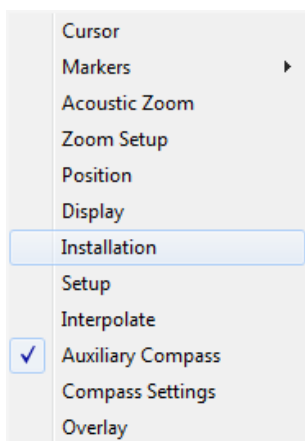 Cursor
Markers
Acoustic Zoom
Zoom Setup
Position
Display
Installation
Setup
Interpolate
Auxiliary Compass
Compass Settings
Overlay